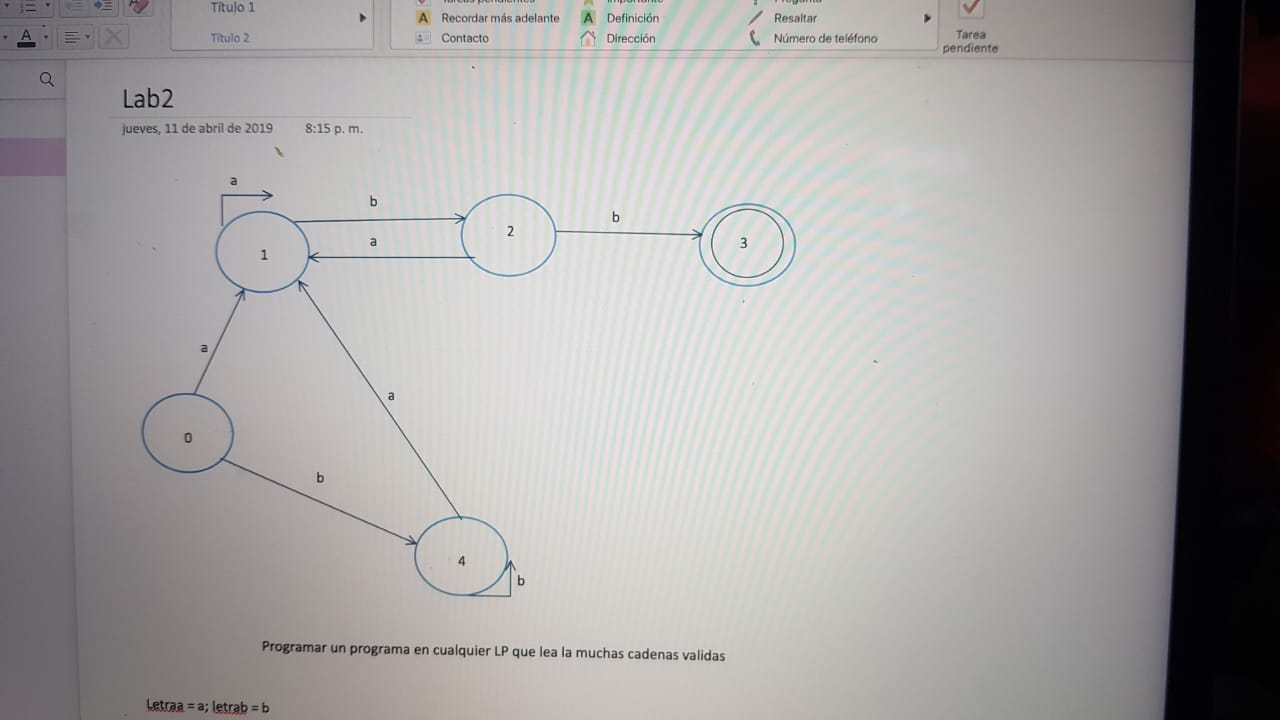 Título 1
Recordar más adelante
Definición
Resaltar
Título 2
Contacto
Dirección
Número de teléfono
Tarea
pendiente
A
A
A
Lab2
jueves, 11 de abril de 2019 8:15 p. m.
a
b
b
a
1
2
3
a
a
0
b
4
b
Programar un programa en cualquier LP que lea la muchas cadenas validas
Letraa = a; letrab = b